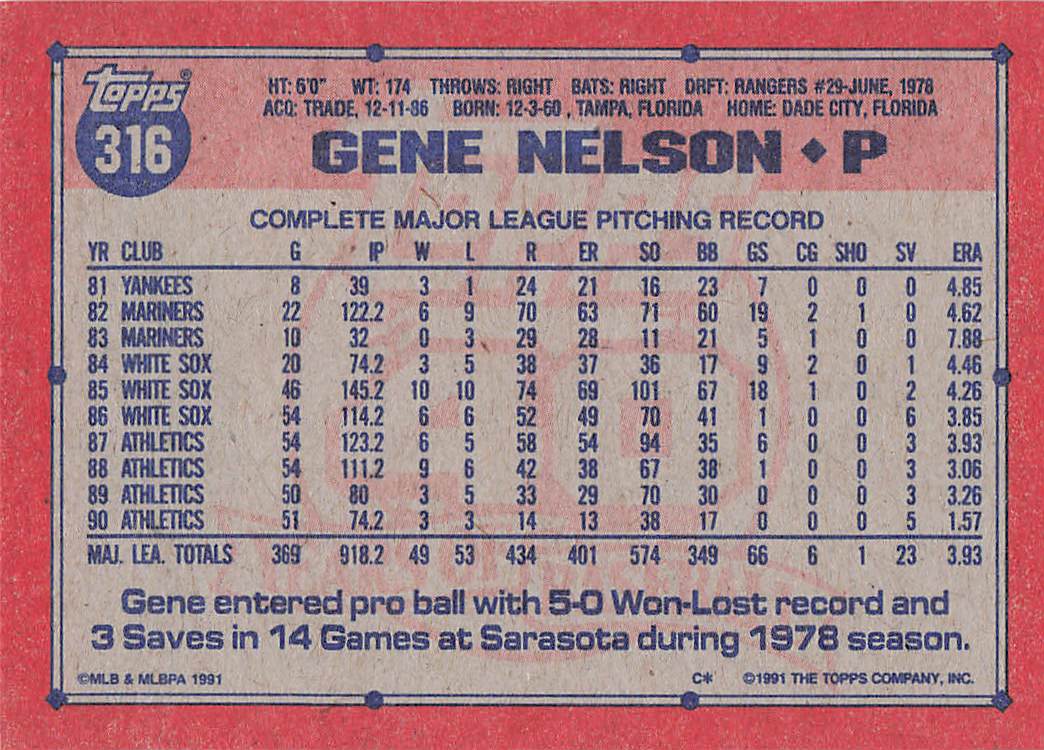 Topps®
316
HT: 6'0" WT: 174 THROWS: RIGHT BATS: RIGHT DRFT: RANGERS #29-JUNE, 1978
ACQ: TRADE, 12-11-86 BORN: 12-3-60, TAMPA, FLORIDA HOME: DADE CITY, FLORIDA
GENE NELSON ◆ P
COMPLETE MAJOR LEAGUE PITCHING RECORD
YR CLUB G IP W L R ER SO BB GS CG SHO SV ERA
81 YANKEES 8 39 3 1 24 21 16 23 7 0 0 0 4.85
82 MARINERS 22 122.2 6 9 70 63 71 60 19 2 1 0 4.62
83 MARINERS 10 32 0 3 29 28 11 21 5 1 0 0 7.88
84 WHITE SOX 20 74.2 3 5 38 37 36 17 9 2 0 1 4.46
85 WHITE SOX 46 145.2 10 10 74 69 101 67 18 1 0 2 4.26
86 WHITE SOX 54 114.2 6 6 52 49 70 41 1 0 0 6 3.85
87 ATHLETICS 54 123.2 6 5 58 54 94 35 6 0 0 3 3.93
88 ATHLETICS 54 111.2 9 6 42 38 67 38 1 0 0 3 3.06
89 ATHLETICS 50 80 3 5 33 29 70 30 0 0 0 3 3.26
90 ATHLETICS 51 74.2 3 3 14 13 38 17 0 0 0 5 1.57
MAJ. LEA. TOTALS 369 918.2 49 53 434 401 574 349 66 6 1 23 3.93
Gene entered pro ball with 5-0 Won-Lost record and
3 Saves in 14 Games at Sarasota during 1978 season.
©MLB & MLBPA 1991 C* ©1991 THE TOPPS COMPANY, INC.